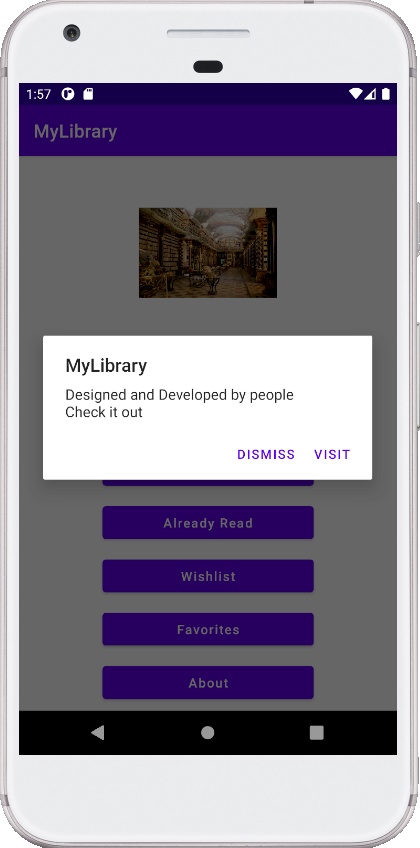 1:57
MyLibrary
MyLibrary
Designed and Developed by people
Check it out
DISMISS VISIT
Already Read
Wishlist
Favorites
About